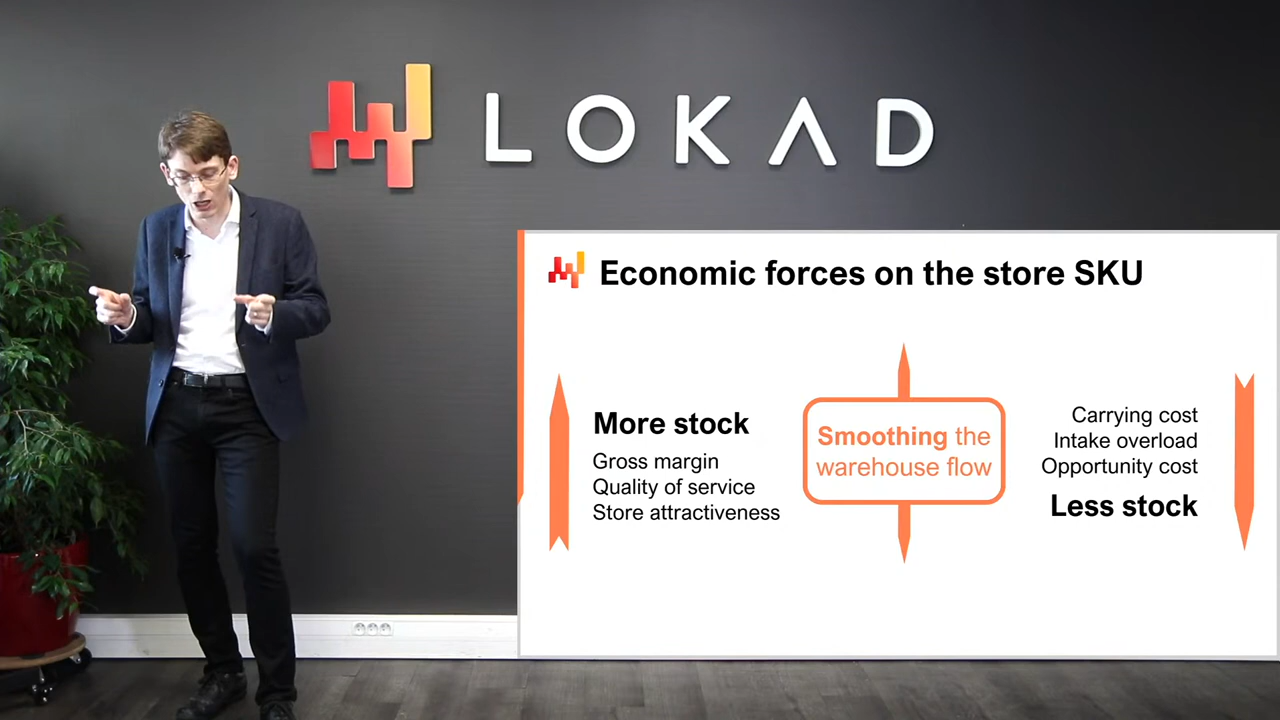 LOKAD
Economic forces on the store SKU
More stock
Gross margin
Quality of service
Store attractiveness
Smoothing the
warehouse flow
Carrying cost
Intake overload
Opportunity cost
Less stock